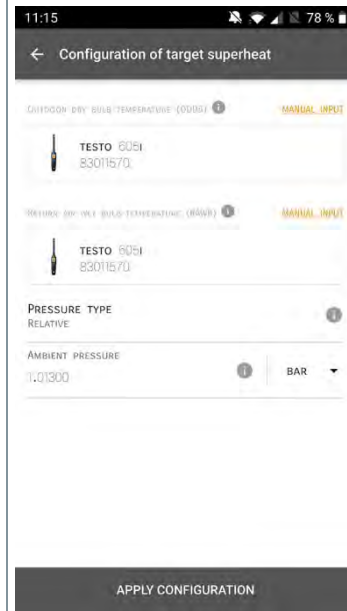 11:15 78 %
Configuration of target superheat
OUTDOOR DRY BULB TEMPERATURE (ODDB) MANUAL INPUT
TESTO 605I
83011570
RETURN AIR WET BULB TEMPERATURE (RAWB) MANUAL INPUT
TESTO 605I
83011570
PRESSURE TYPE
RELATIVE
AMBIENT PRESSURE
1.01300 BAR
APPLY CONFIGURATION